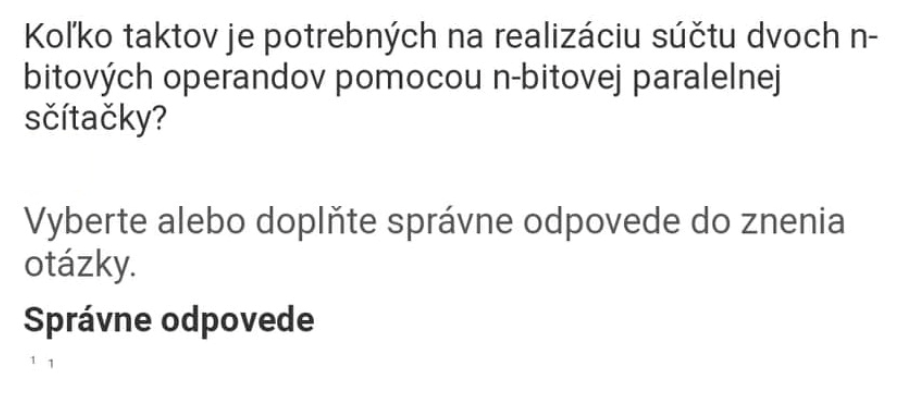 Koľko taktov je potrebných na realizáciu súčtu dvoch n-
bitových operandov pomocou n-bitovej paralelnej
sčítačky?
Vyberte alebo doplňte správne odpovede do znenia
otázky.
Správne odpovede
1 1